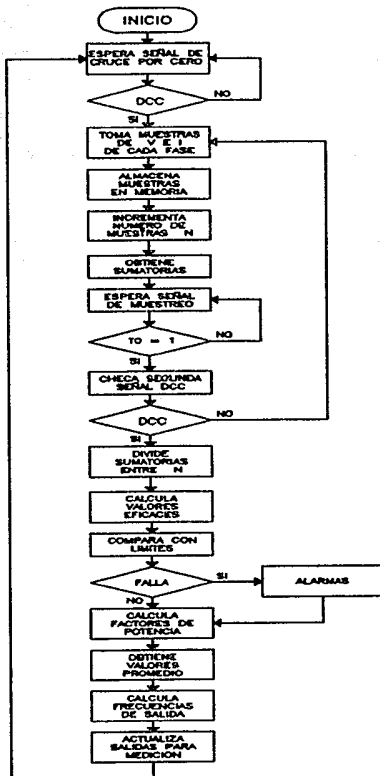 INICIO
ESPERA SEÑAL DE
CRUCE POR CERO
NO
DCC
SI
TOMA MUESTRAS
DE V E I
DE CADA FASE
ALMACENA
MUESTRAS
EN MEMORIA
INCREMENTA
NUMERO DE
MUESTRAS N
OBTIENE
SUMATORIAS
ESPERA SEÑAL
DE MUESTREO
NO
TO = 1
SI
CHECA SEGUNDA
SEÑAL DCC
NO
DCC
SI
DIVIDE
SUMATORIAS
ENTRE N
CALCULA
VALORES
EFICACES
COMPARA CON
LIMITES
SI
FALLA
ALARMAS
NO
CALCULA
FACTORES DE
POTENCIA
OBTIENE
VALORES
PROMEDIO
CALCULA
FRECUENCIAS
DE SALIDA
ACTUALIZA
SALIDAS PARA
MEDICION